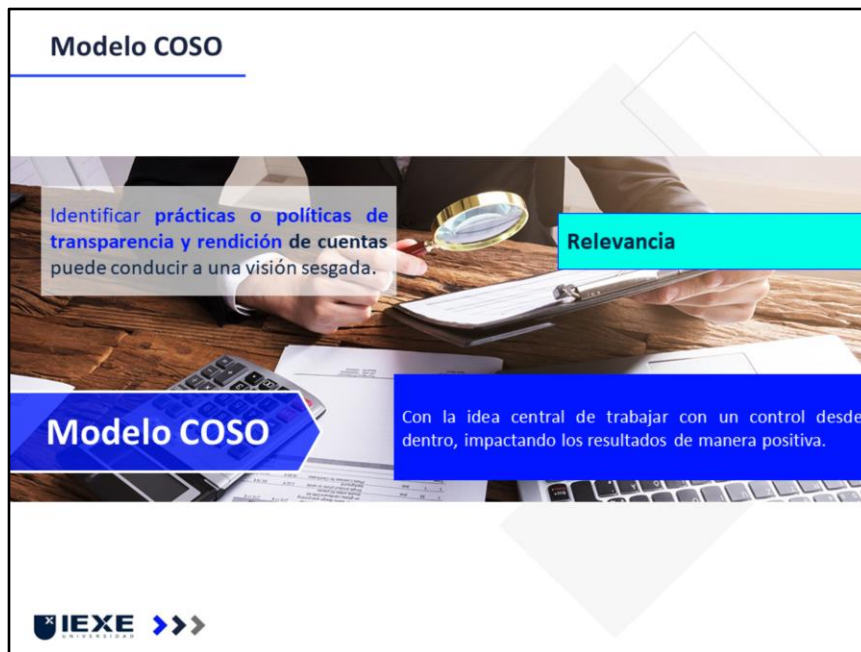 Modelo COSO
Identificar prácticas o políticas de
transparencia y rendición de cuentas
puede conducir a una visión sesgada.
Relevancia
Modelo COSO
Con la idea central de trabajar con un control desde
dentro, impactando los resultados de manera positiva.
IEXE
UNIVERSIDAD